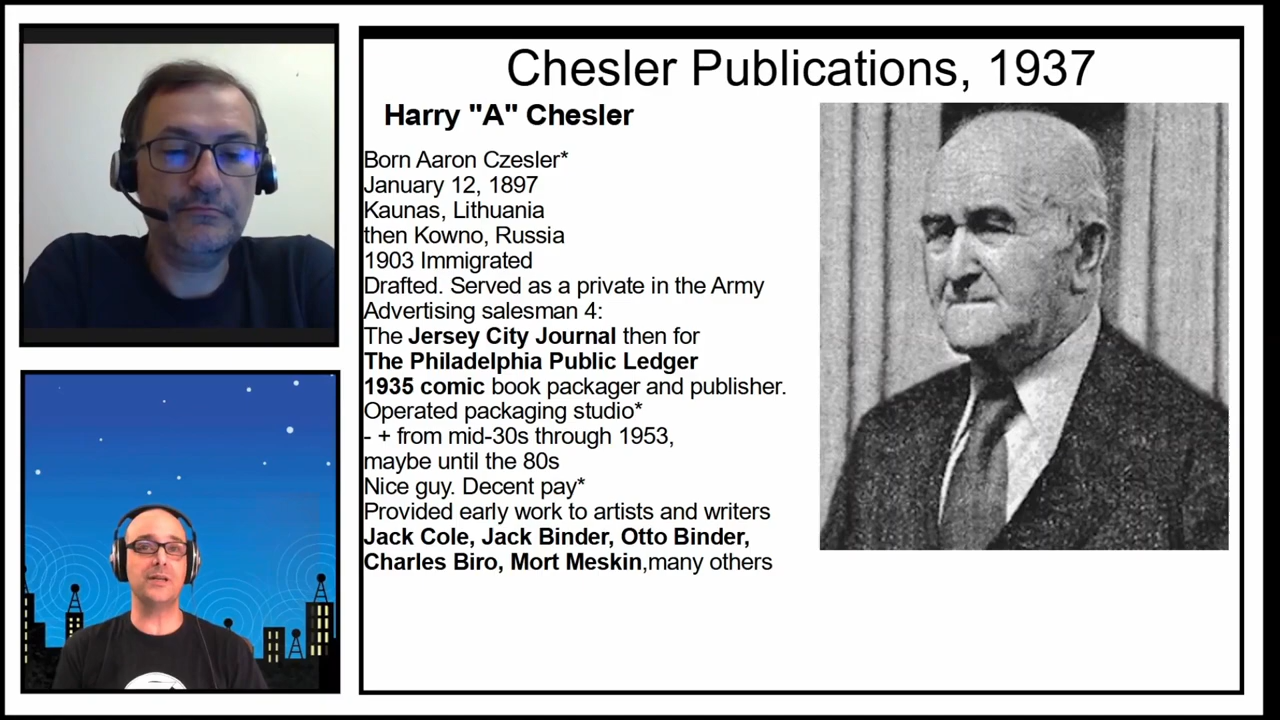 Chesler Publications, 1937
Harry "A" Chesler
Born Aaron Czesler*
January 12, 1897
Kaunas, Lithuania
then Kowno, Russia
1903 Immigrated
Drafted. Served as a private in the Army
Advertising salesman 4:
The Jersey City Journal then for
The Philadelphia Public Ledger
1935 comic book packager and publisher.
Operated packaging studio*
- + from mid-30s through 1953,
maybe until the 80s
Nice guy. Decent pay*
Provided early work to artists and writers
Jack Cole, Jack Binder, Otto Binder,
Charles Biro, Mort Meskin,many others